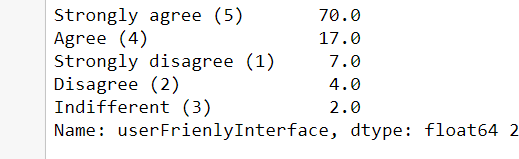 Strongly agree (5) 70.0
Agree (4) 17.0
Strongly disagree (1) 7.0
Disagree (2) 4.0
Indifferent (3) 2.0
Name: userFrienlyInterface, dtype: float64 2